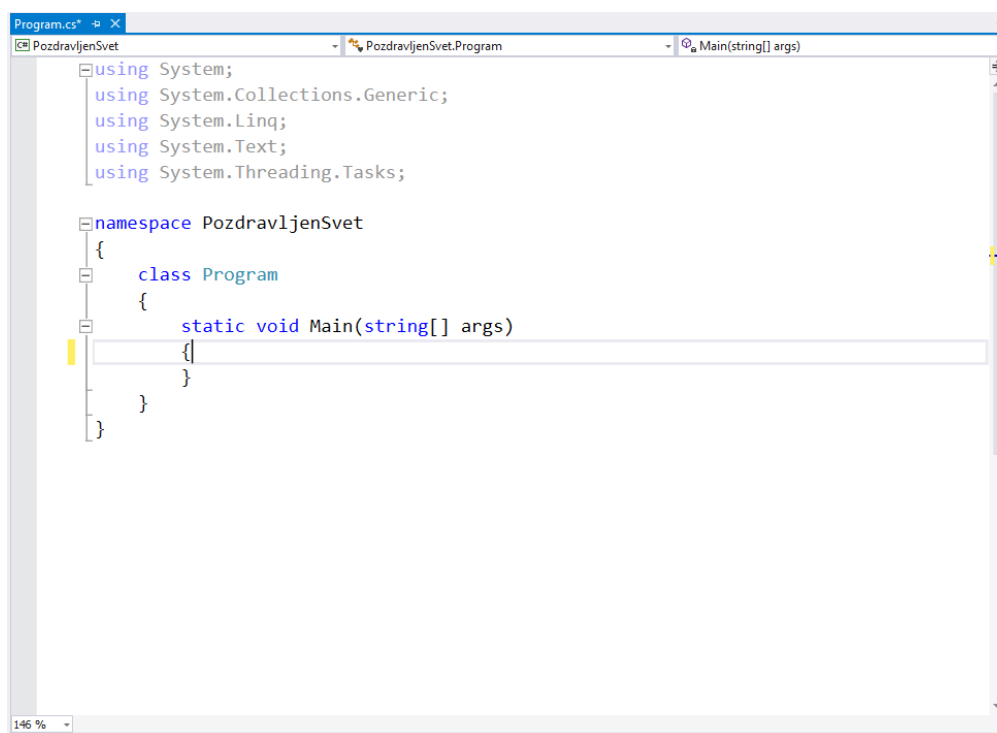 Program.cs*
PozdravljenSvet PozdravljenSvet.Program Main(string[] args)
using System;
using System.Collections.Generic;
using System.Linq;
using System.Text;
using System.Threading.Tasks;
namespace PozdravljenSvet
{
class Program
{
static void Main(string[] args)
{
}
}
}
146 %